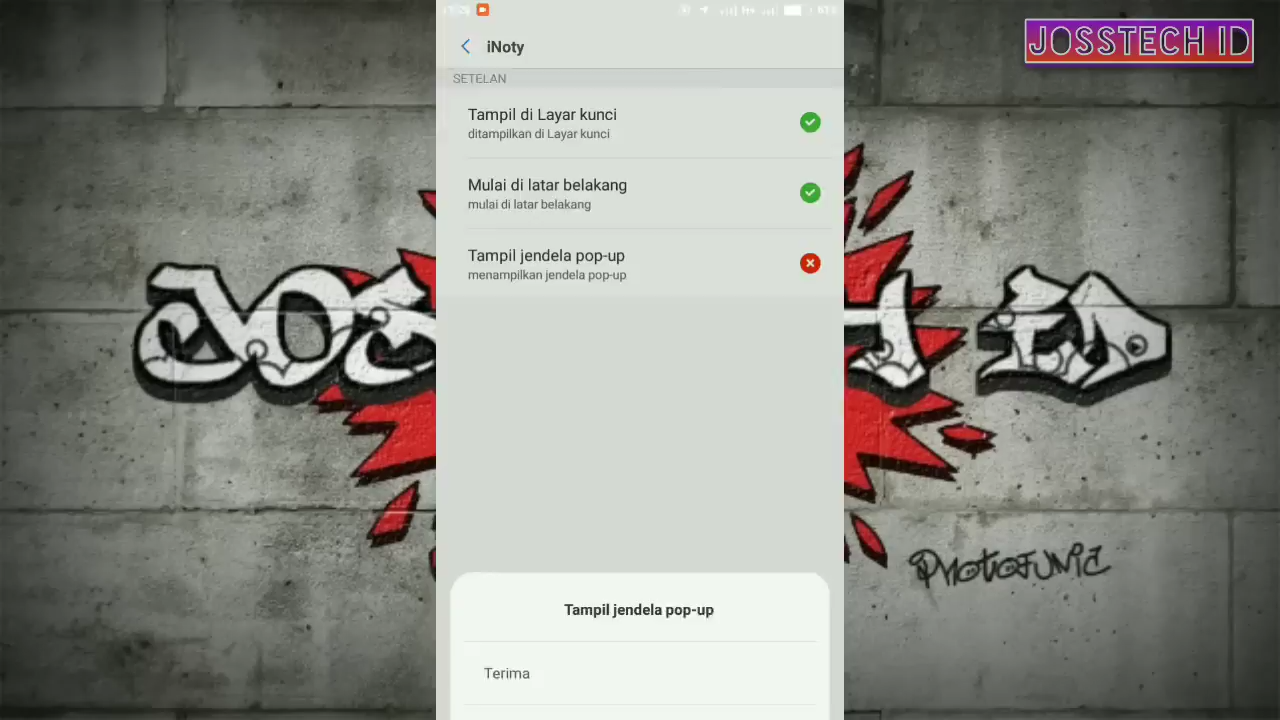 JOSSTECH ID
iNoty
SETELAN
Tampil di Layar kunci
ditampilkan di Layar kunci
Mulai di latar belakang
mulai di latar belakang
Tampil jendela pop-up
menampilkan jendela pop-up
PHOTOFUNIA
Tampil jendela pop-up
Terima